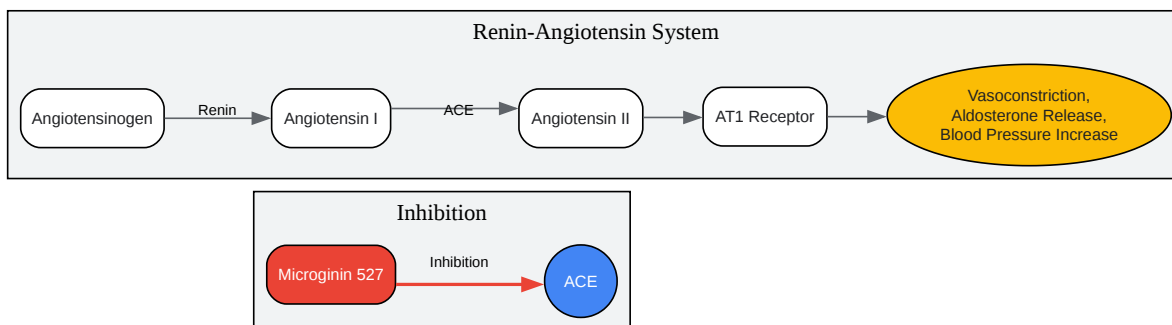 Renin-Angiotensin System
Angiotensinogen
Renin
Angiotensin I
ACE
Angiotensin II
AT1 Receptor
Vasoconstriction,
Aldosterone Release,
Blood Pressure Increase
Inhibition
Microginin 527
Inhibition
ACE